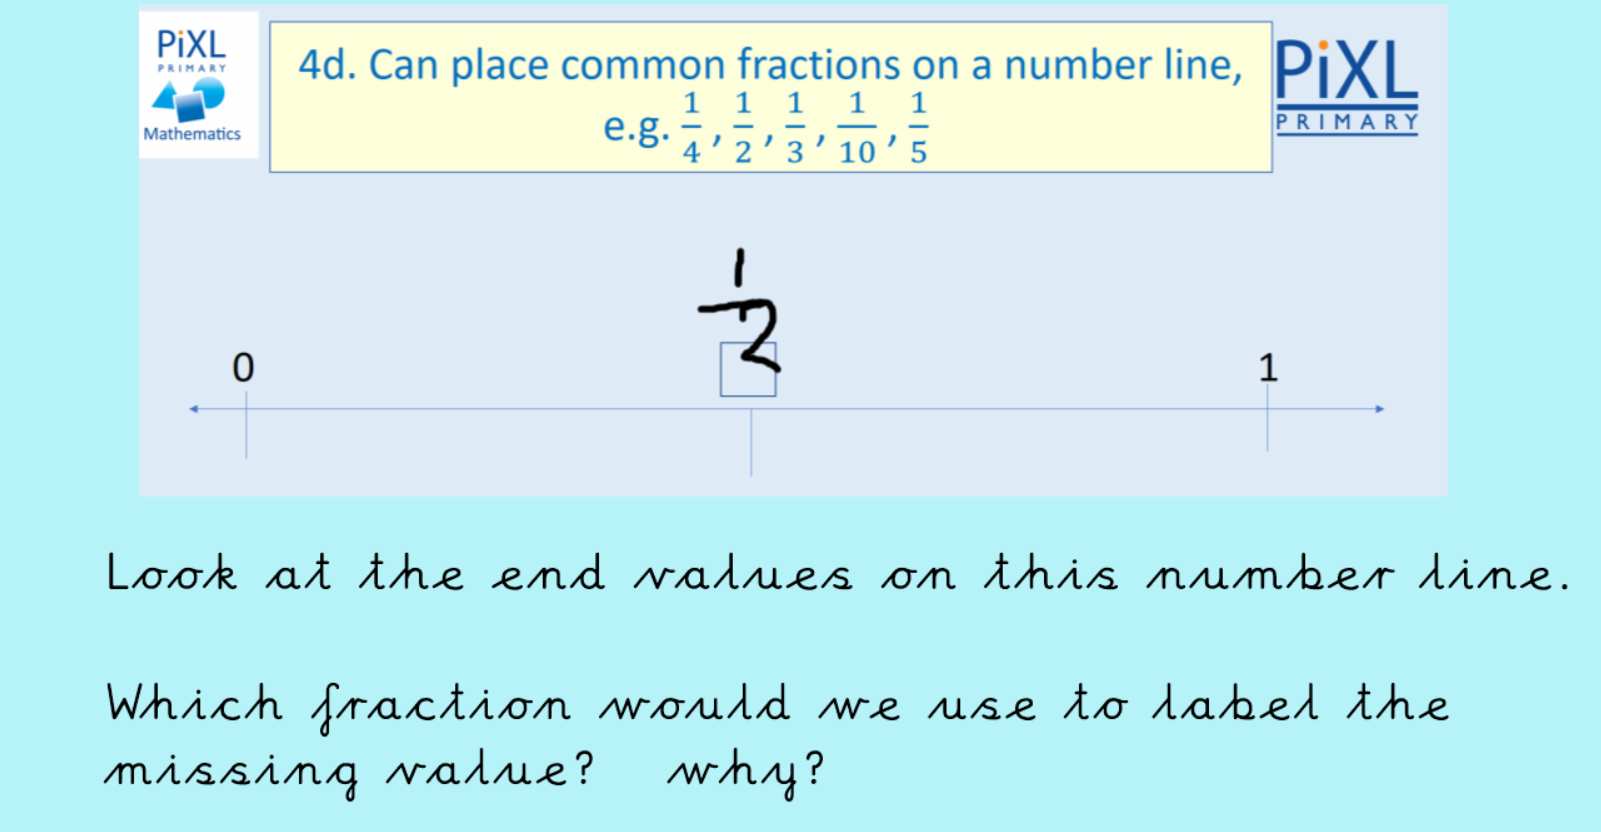 PiXL
PRIMARY
Mathematics
4d. Can place common fractions on a number line,
e.g. 1/4, 1/2, 1/3, 1/10, 1/5
PiXL
PRIMARY
1/2
0
1
Look at the end values on this number line.
Which fraction would we use to label the
missing value? why?